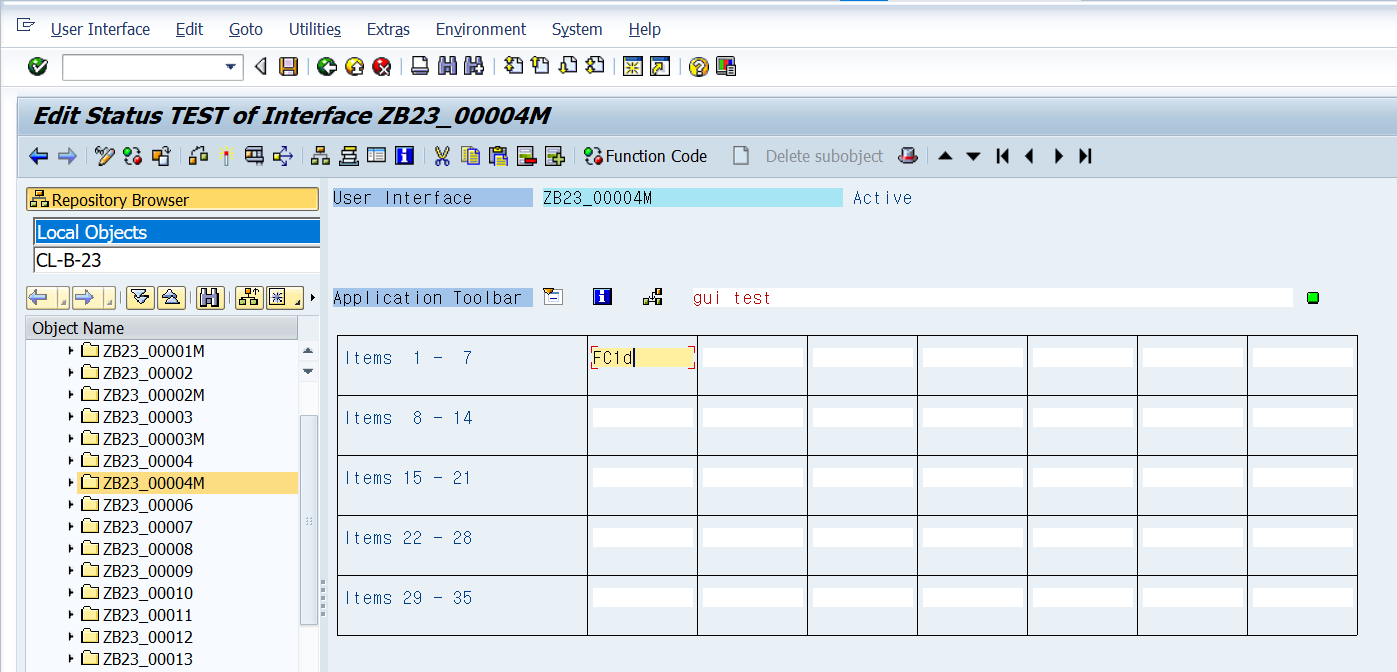 User Interface Edit Goto Utilities Extras Environment System Help
Edit Status TEST of Interface ZB23_00004M
Function Code Delete subobject
Repository Browser
Local Objects
CL-B-23
Object Name
ZB23_00001M
ZB23_00002
ZB23_00002M
ZB23_00003
ZB23_00003M
ZB23_00004
ZB23_00004M
ZB23_00006
ZB23_00007
ZB23_00008
ZB23_00009
ZB23_00010
ZB23_00011
ZB23_00012
ZB23_00013
User Interface ZB23_00004M Active
Application Toolbar gui test
Items 1 - 7 FC1d
Items 8 - 14
Items 15 - 21
Items 22 - 28
Items 29 - 35